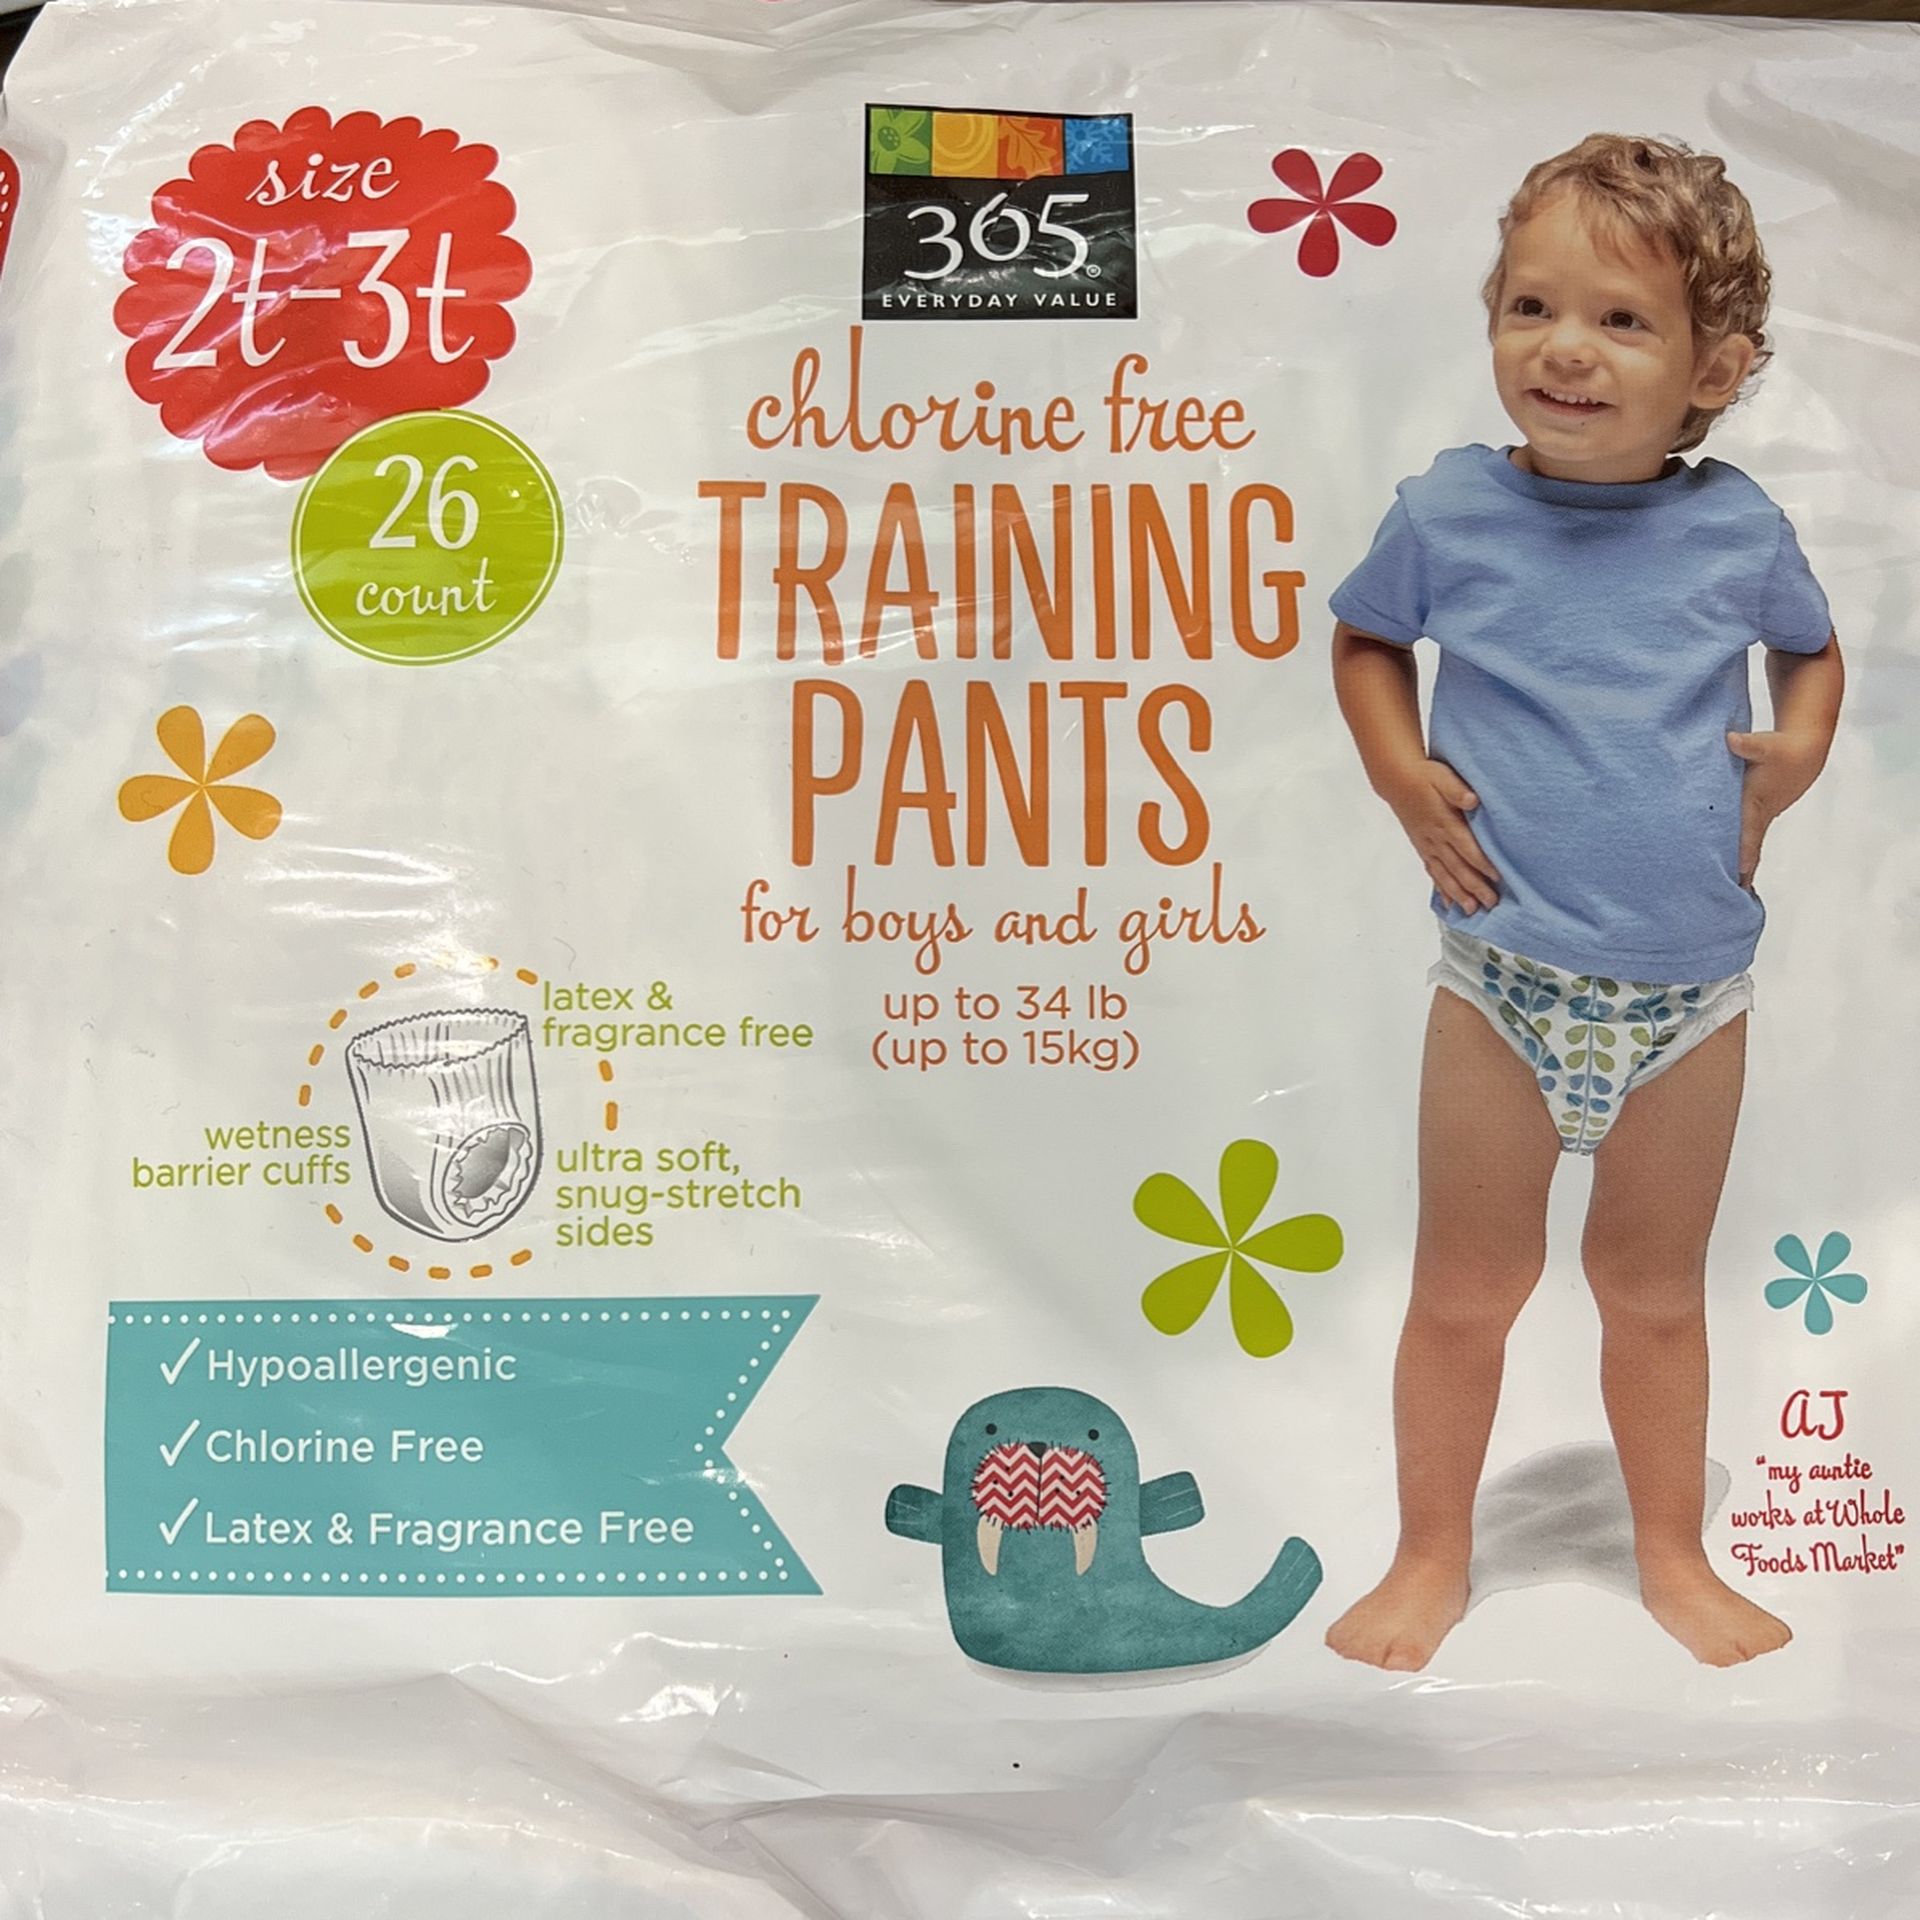 size
2t-3t
26
count
365®
EVERYDAY VALUE
chlorine free
TRAINING
PANTS
for boys and girls
up to 34 lb
(up to 15kg)
latex &
fragrance free
wetness
barrier cuffs
ultra soft,
snug-stretch
sides
✓ Hypoallergenic
✓ Chlorine Free
✓ Latex & Fragrance Free
AJ
"my auntie
works at Whole
Foods Market"